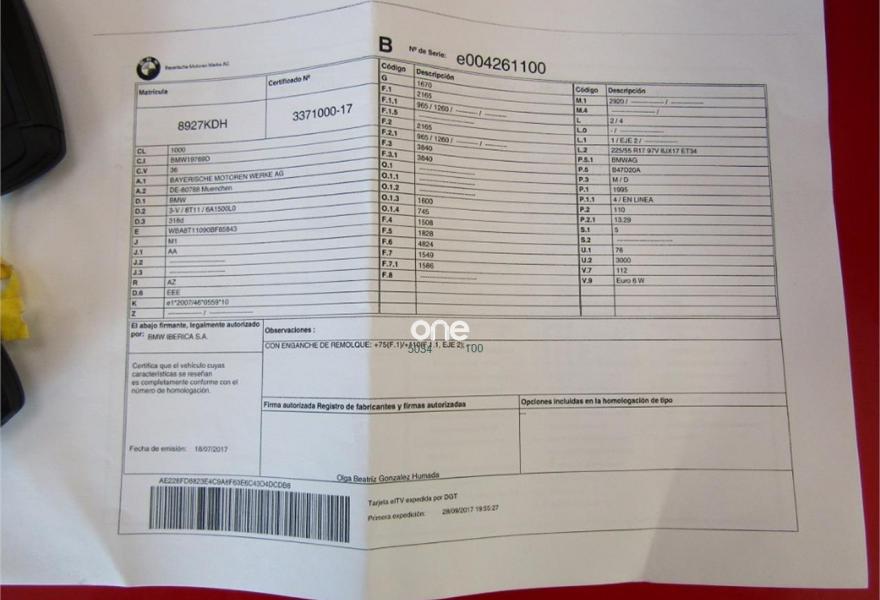 B Nº de Serie: e004261100
Bayerische Motoren Werke AG
Matrícula
Certificado Nº
8927KDH
3371000-17
CL 1000
C.I BMW19789D
C.V 36
A.1 BAYERISCHE MOTOREN WERKE AG
A.2 DE-80788 Muenchen
D.1 BMW
D.2 3-V / 8T11 / 6A1500L0
D.3 318d
E WBA8T11090BF85843
J M1
J.1 AA
J.2 ----------
J.3 ----------
R AZ
D.6 EEE
K e1*2007/46*0559*10
Z ---------- / ----------
Código Descripción
G 1670
F.1 2165
F.1.1 965 / 1260 / ------ / ------
F.1.5 ----------
F.2 2165
F.2.1 965 / 1260 / ------ / ------
F.3 3840
F.3.1 3840
O.1 ----------
O.1.1 ----------
O.1.2 ----------
O.1.3 1600
O.1.4 745
F.4 1508
F.5 1828
F.6 4824
F.7 1549
F.7.1 1586
F.8 ----------
Código Descripción
M.1 2920 / ---------- / ----------
M.4 ---------- /
L 2 / 4
L.0 - / ----------
L.1 1 / EJE 2 / ----------
L.2 225/55 R17 97V 8JX17 ET34
P.5.1 BMWAG
P.5 B47D20A
P.3 M / D
P.1 1995
P.1.1 4 / EN LINEA
P.2 110
P.2.1 13.29
S.1 5
S.2 ----------
U.1 76
U.2 3000
V.7 112
V.9 Euro 6 W
El abajo firmante, legalmente autorizado
por: BMW IBERICA S.A.
Certifica que el vehículo cuyas
características se reseñan
es completamente conforme con el
número de homologación.
Fecha de emisión: 18/07/2017
Observaciones :
CON ENGANCHE DE REMOLQUE: +75(F.1)/+110(F.1.1, EJE 2);
one
5034 100
Firma autorizada Registro de fabricantes y firmas autorizadas
Opciones incluidas en la homologación de tipo
---
Olga Beatriz Gonzalez Humada
AE228FD8823E4C9A8F63E6C43D4DCDB6
Tarjeta eITV expedida por DGT
Primera expedición: 28/09/2017 19:55:27